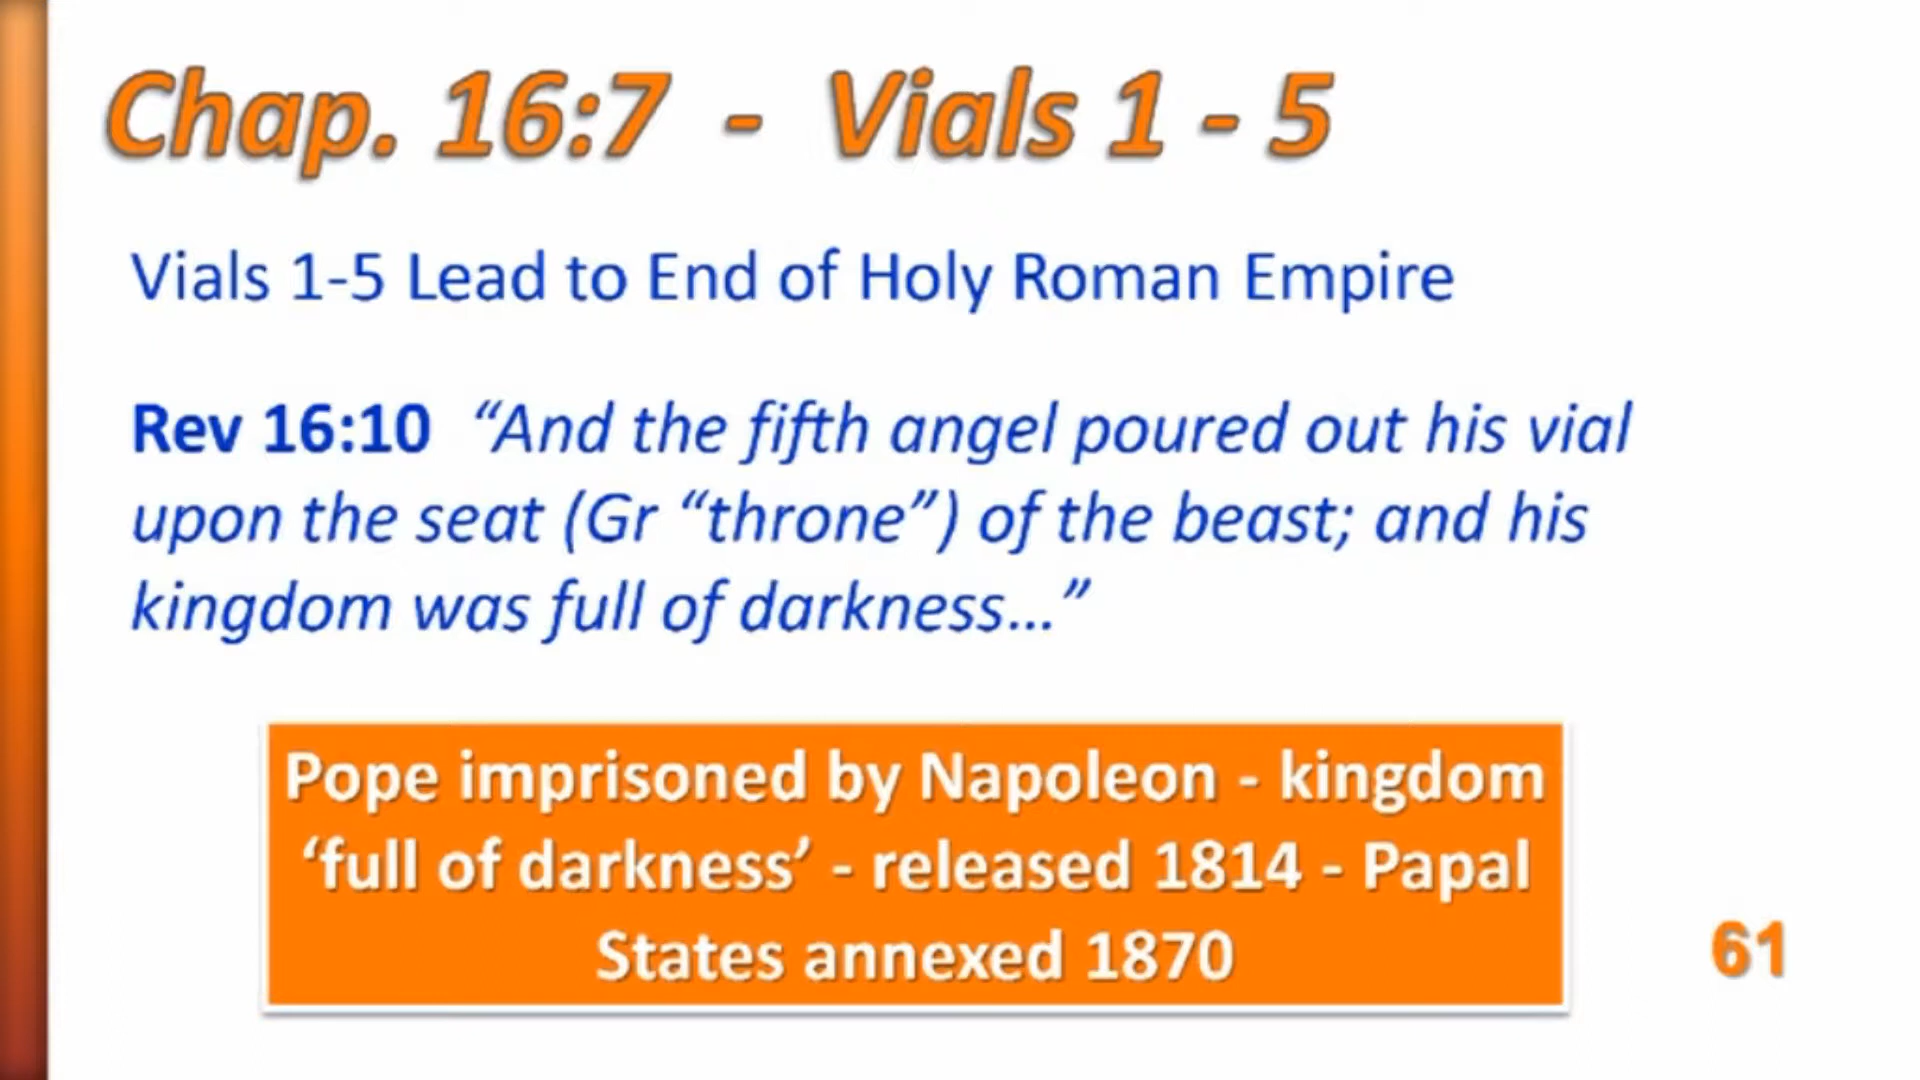 Chap. 16:7 - Vials 1 - 5
Vials 1-5 Lead to End of Holy Roman Empire
Rev 16:10 “And the fifth angel poured out his vial
upon the seat (Gr “throne”) of the beast; and his
kingdom was full of darkness…”
Pope imprisoned by Napoleon - kingdom
‘full of darkness’ - released 1814 - Papal
States annexed 1870
61